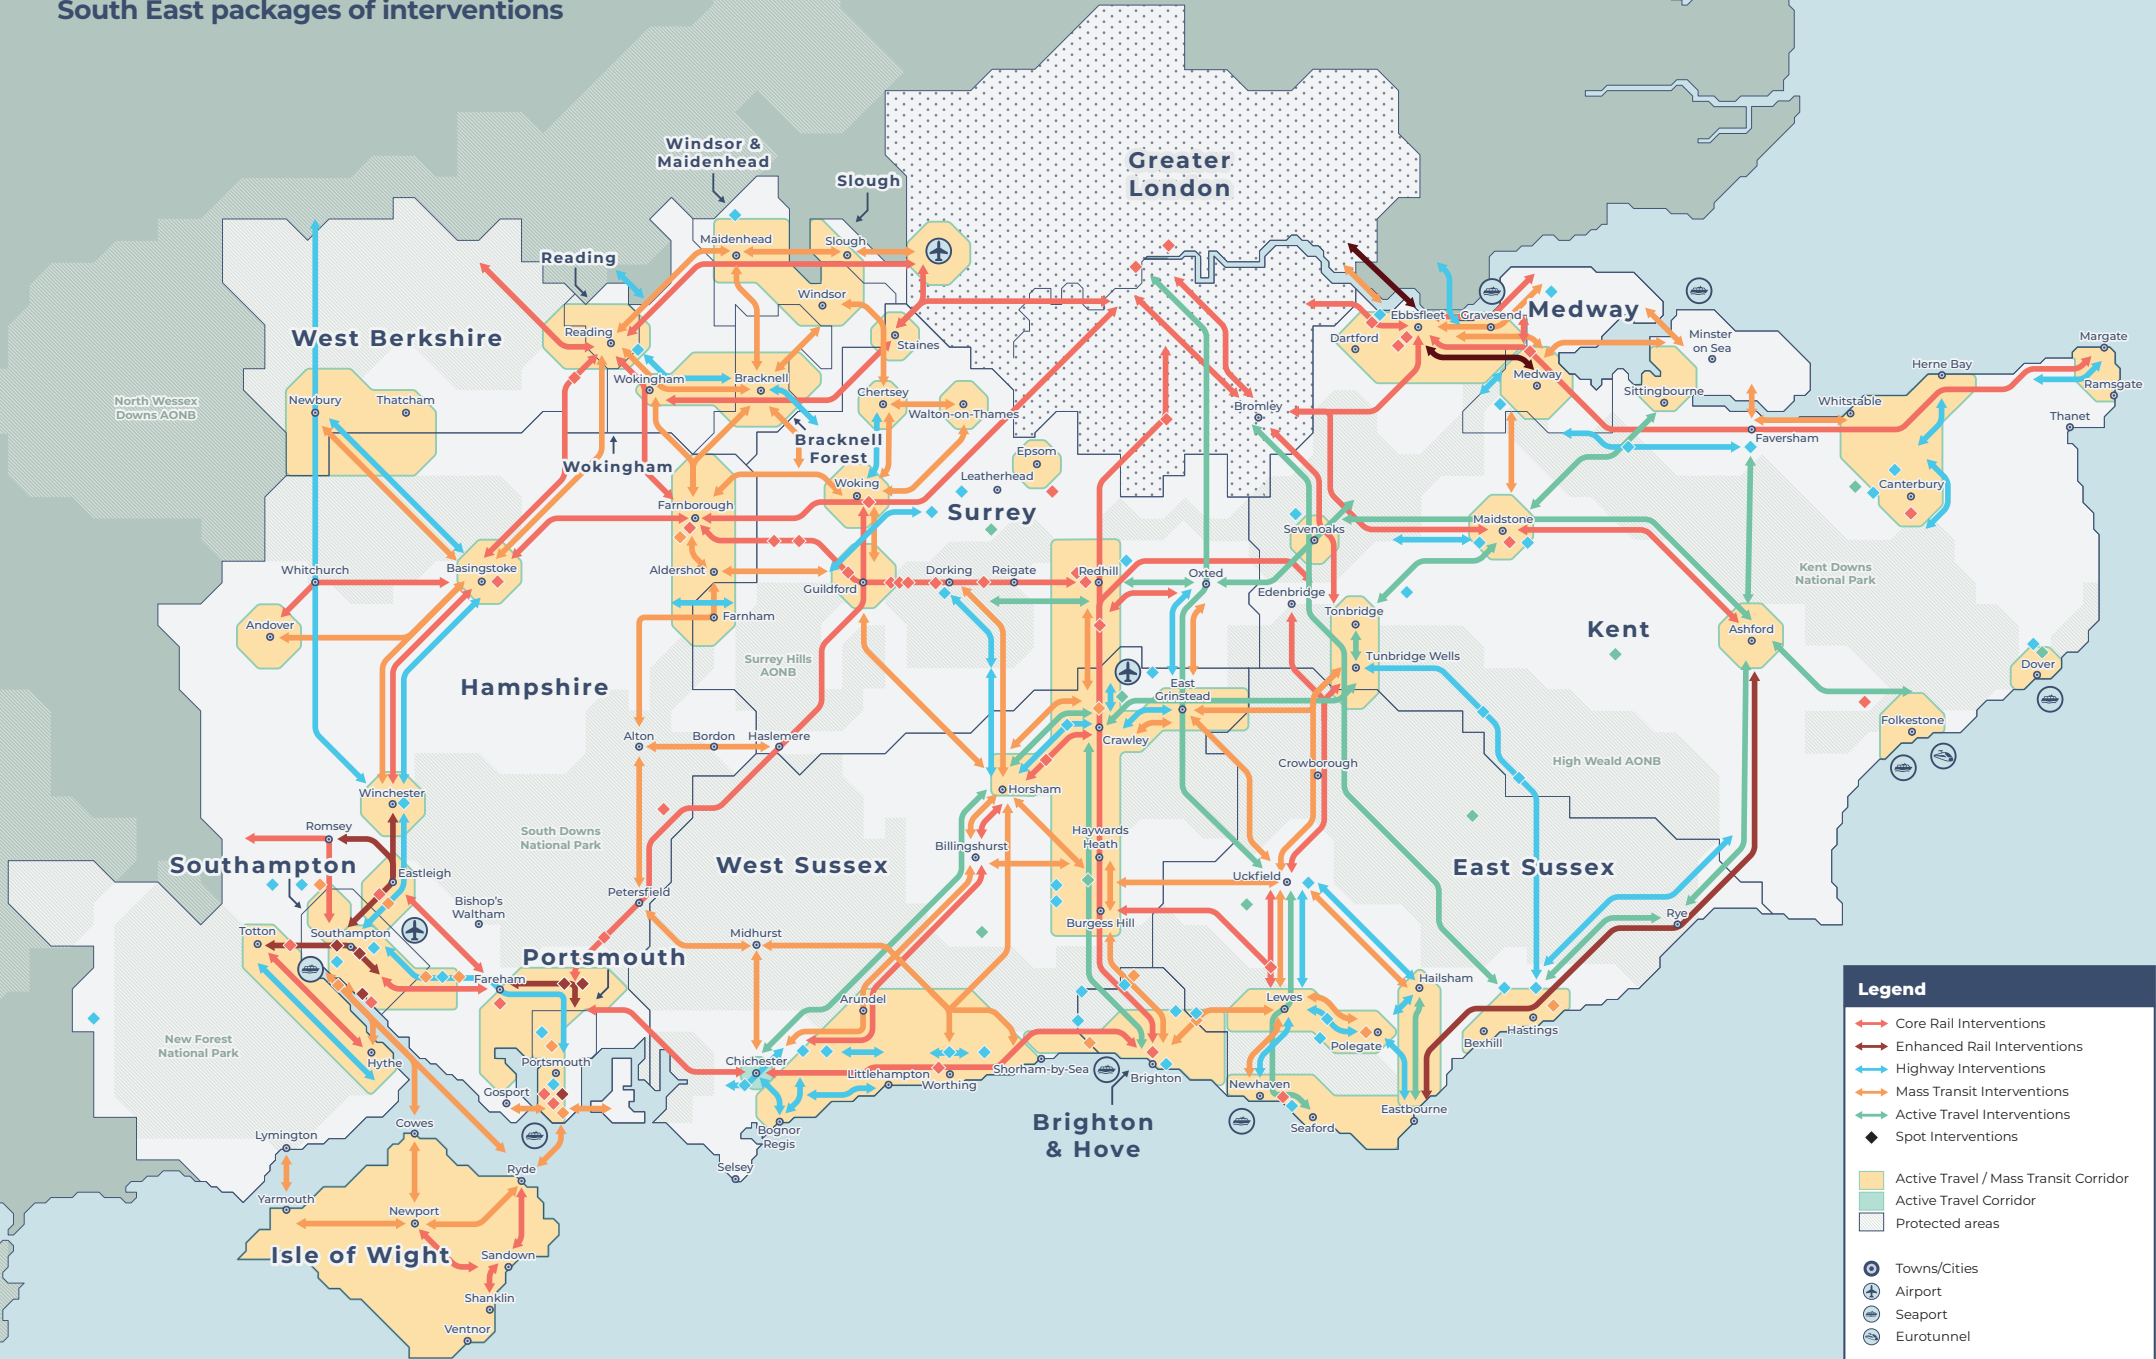 South East packages of interventions
Windsor &
Maidenhead
Slough
Greater
London
Reading
West Berkshire
Medway
Maidenhead
Slough
Windsor
Reading
Staines
Wokingham
Bracknell
Chertsey
Walton-on-Thames
Bracknell
Forest
Wokingham
North Wessex
Downs AONB
Newbury
Thatcham
Ebbsfleet
Gravesend
Dartford
Medway
Minster
on Sea
Sittingbourne
Margate
Ramsgate
Thanet
Herne Bay
Whitstable
Faversham
Canterbury
Bromley
Epsom
Leatherhead
Woking
Surrey
Farnborough
Sevenoaks
Maidstone
Whitchurch
Basingstoke
Aldershot
Guildford
Dorking
Reigate
Redhill
Oxted
Edenbridge
Tonbridge
Kent Downs
National Park
Andover
Farnham
Kent
Ashford
Tunbridge Wells
Dover
Surrey Hills
AONB
Hampshire
East
Grinstead
Folkestone
Alton
Bordon
Haslemere
Crawley
Crowborough
High Weald AONB
Winchester
Horsham
Romsey
South Downs
National Park
Haywards
Heath
Billingshurst
Southampton
West Sussex
East Sussex
Eastleigh
Petersfield
Uckfield
Bishop's
Waltham
Burgess Hill
Rye
Totton
Southampton
Midhurst
Portsmouth
Fareham
Hailsham
Arundel
Lewes
Hastings
Bexhill
Polegate
New Forest
National Park
Hythe
Portsmouth
Chichester
Littlehampton
Worthing
Shorham-by-Sea
Brighton
Newhaven
Gosport
Eastbourne
Seaford
Brighton
& Hove
Cowes
Lymington
Bognor
Regis
Selsey
Ryde
Yarmouth
Newport
Isle of Wight
Sandown
Shanklin
Ventnor
Legend
Core Rail Interventions
Enhanced Rail Interventions
Highway Interventions
Mass Transit Interventions
Active Travel Interventions
Spot Interventions
Active Travel / Mass Transit Corridor
Active Travel Corridor
Protected areas
Towns/Cities
Airport
Seaport
Eurotunnel